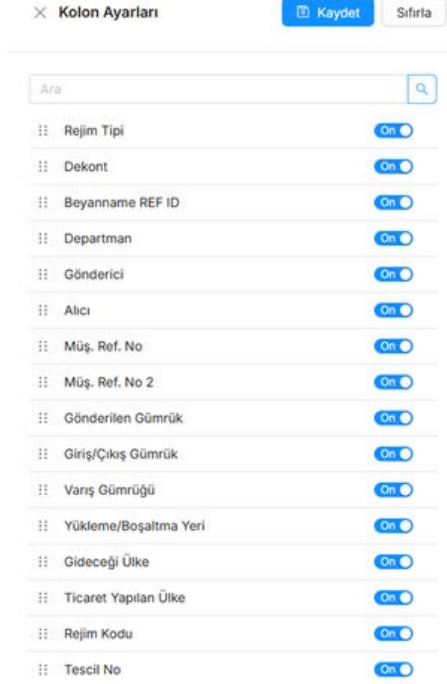 Kolon Ayarları
Kaydet
Sıfırla
Ara
Rejim Tipi On
Dekont On
Beyanname REF ID On
Departman On
Gönderici On
Alıcı On
Müş. Ref. No On
Müş. Ref. No 2 On
Gönderilen Gümrük On
Giriş/Çıkış Gümrük On
Varış Gümrüğü On
Yükleme/Boşaltma Yeri On
Gideceği Ülke On
Ticaret Yapılan Ülke On
Rejim Kodu On
Tescil No On